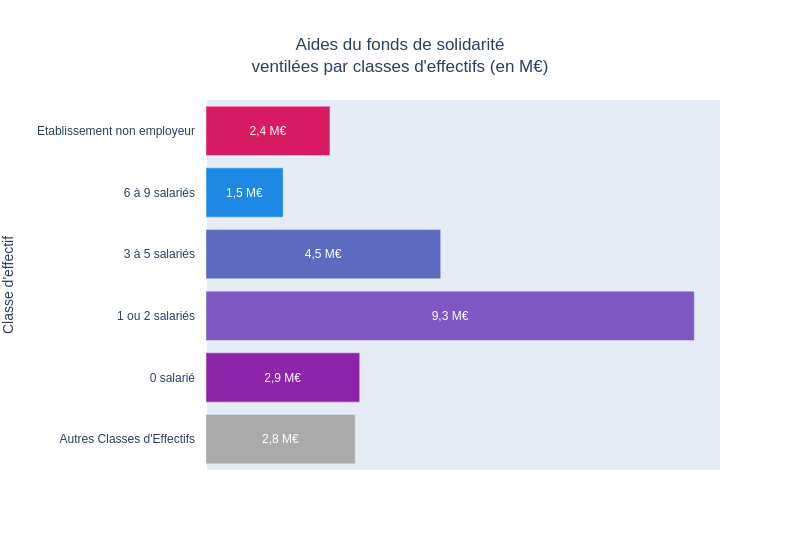 Aides du fonds de solidarité
ventilées par classes d'effectifs (en M€)
Classe d'effectif
Etablissement non employeur
2,4 M€
6 à 9 salariés
1,5 M€
3 à 5 salariés
4,5 M€
1 ou 2 salariés
9,3 M€
0 salarié
2,9 M€
Autres Classes d'Effectifs
2,8 M€